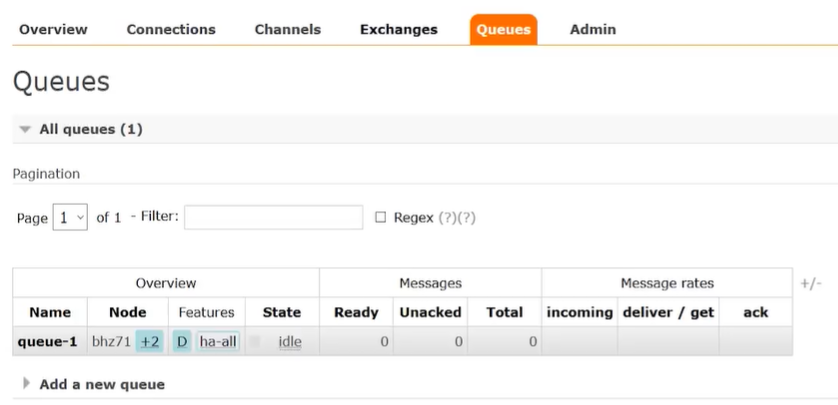 Overview Connections Channels Exchanges Queues Admin
Queues
All queues (1)
Pagination
Page 1 of 1 - Filter: Regex (?)(?)
Overview Messages Message rates +/-
Name Node Features State Ready Unacked Total incoming deliver / get ack
queue-1 bhz71 +2 D ha-all idle 0 0 0
Add a new queue